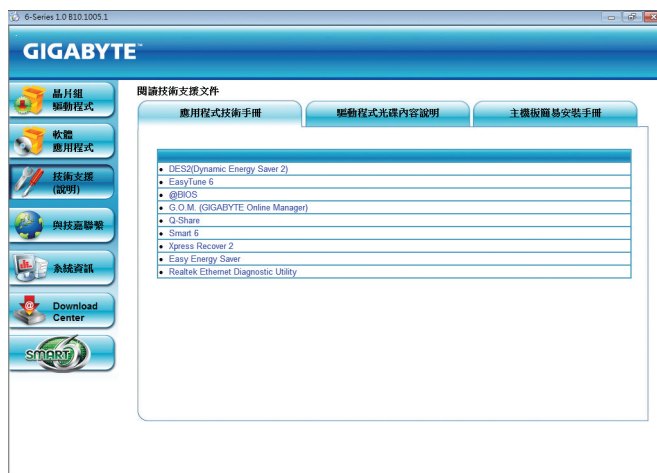 6-Series 1.0 B10.1005.1
GIGABYTE™
晶片組
驅動程式
軟體
應用程式
技術支援
(說明)
與技嘉聯繫
系統資訊
Download
Center
SMART 6
閱讀技術支援文件
應用程式技術手冊
驅動程式光碟內容說明
主機板簡易安裝手冊
DES2(Dynamic Energy Saver 2)
EasyTune 6
@BIOS
G.O.M. (GIGABYTE Online Manager)
Q-Share
Smart 6
Xpress Recover 2
Easy Energy Saver
Realtek Ethernet Diagnostic Utility